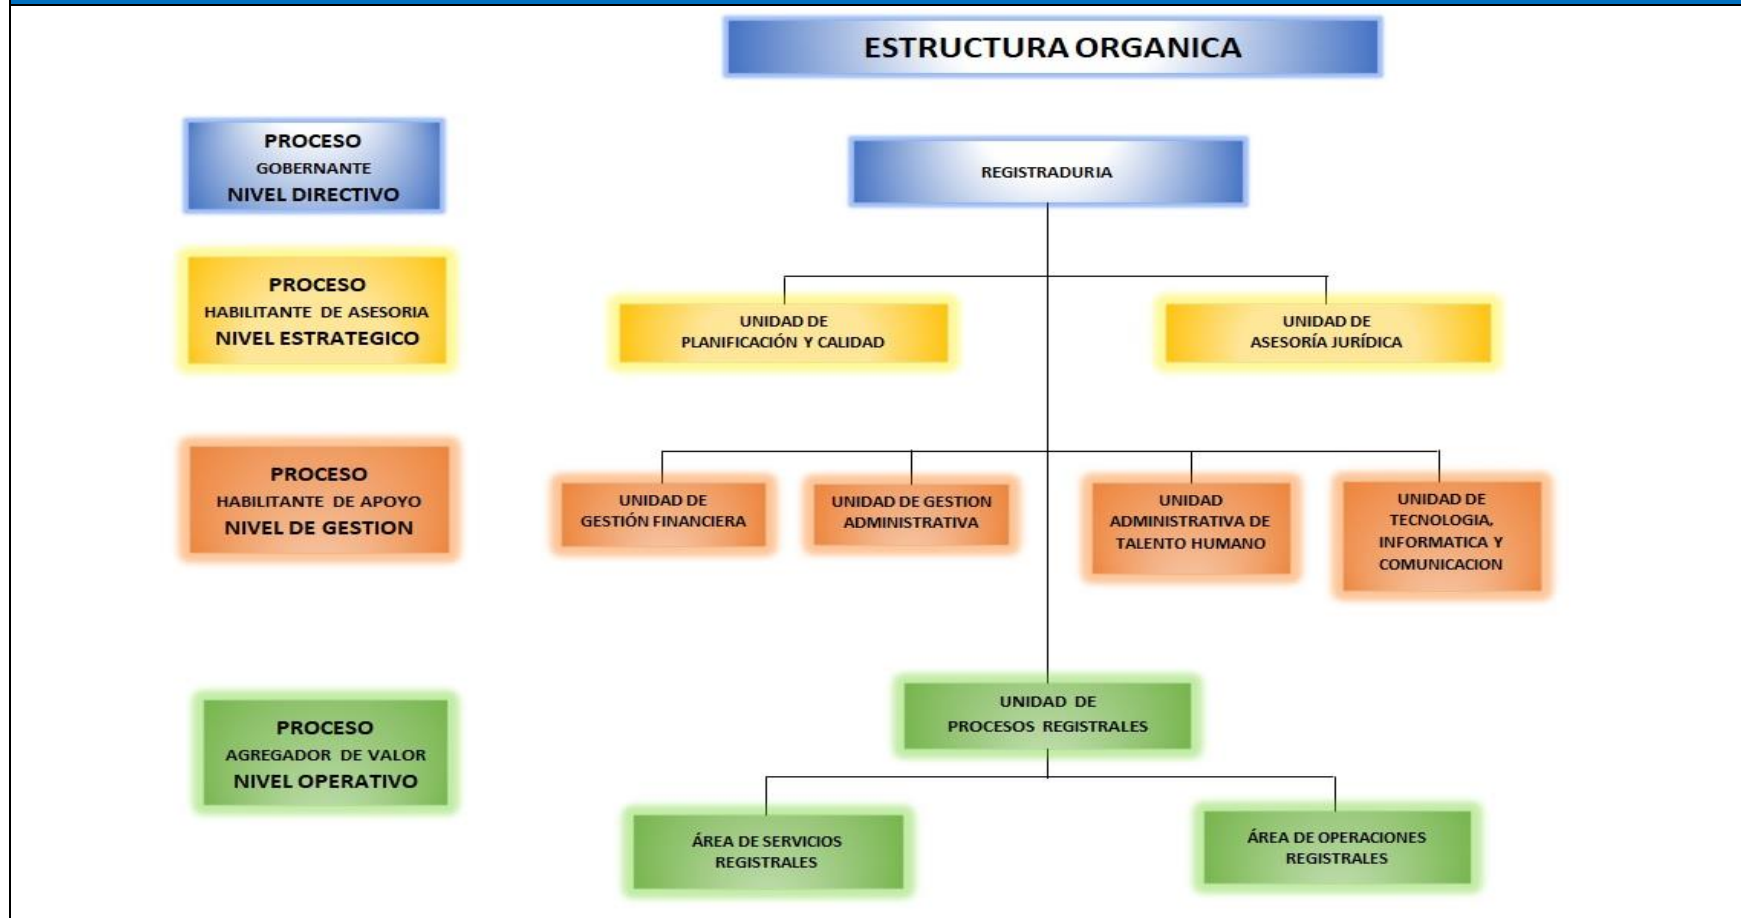 ESTRUCTURA ORGANICA
PROCESO
GOBERNANTE
NIVEL DIRECTIVO
REGISTRADURIA
PROCESO
HABILITANTE DE ASESORIA
NIVEL ESTRATEGICO
UNIDAD DE
PLANIFICACIÓN Y CALIDAD
UNIDAD DE
ASESORÍA JURÍDICA
PROCESO
HABILITANTE DE APOYO
NIVEL DE GESTION
UNIDAD DE
GESTIÓN FINANCIERA
UNIDAD DE GESTION
ADMINISTRATIVA
UNIDAD
ADMINISTRATIVA DE
TALENTO HUMANO
UNIDAD DE
TECNOLOGIA,
INFORMATICA Y
COMUNICACION
PROCESO
AGREGADOR DE VALOR
NIVEL OPERATIVO
UNIDAD DE
PROCESOS REGISTRALES
ÁREA DE SERVICIOS
REGISTRALES
ÁREA DE OPERACIONES
REGISTRALES